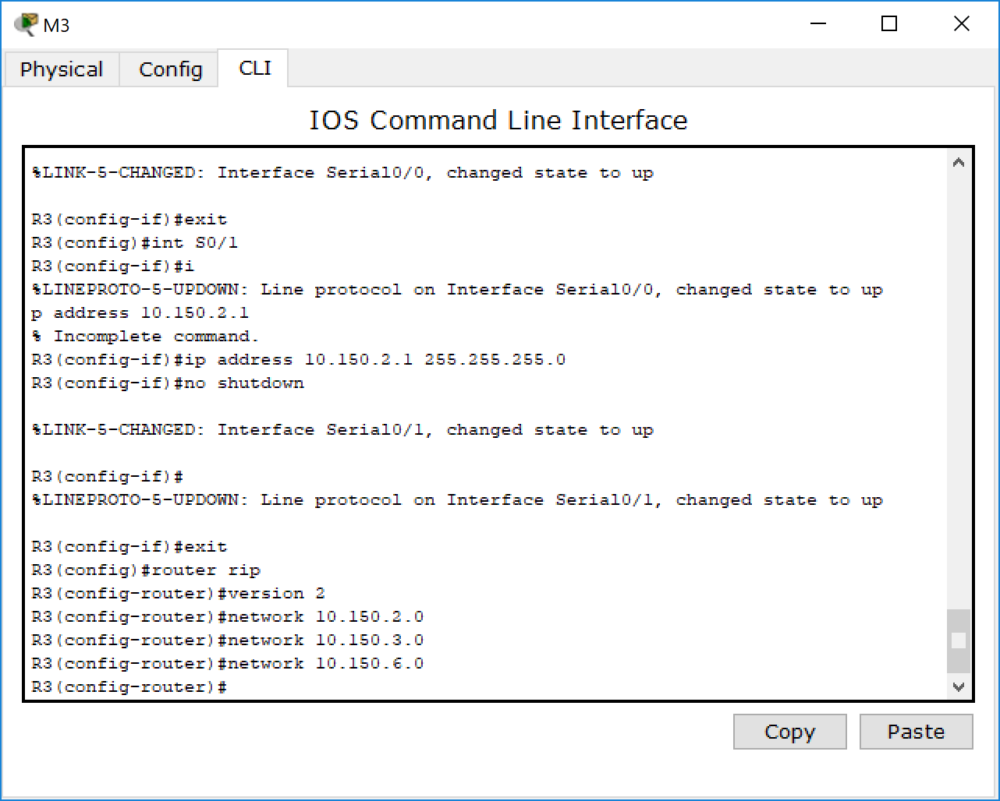 M3
Physical Config CLI
IOS Command Line Interface
%LINK-5-CHANGED: Interface Serial0/0, changed state to up
R3(config-if)#exit
R3(config)#int S0/1
R3(config-if)#i
%LINEPROTO-5-UPDOWN: Line protocol on Interface Serial0/0, changed state to up
p address 10.150.2.1
% Incomplete command.
R3(config-if)#ip address 10.150.2.1 255.255.255.0
R3(config-if)#no shutdown
%LINK-5-CHANGED: Interface Serial0/1, changed state to up
R3(config-if)#
%LINEPROTO-5-UPDOWN: Line protocol on Interface Serial0/1, changed state to up
R3(config-if)#exit
R3(config)#router rip
R3(config-router)#version 2
R3(config-router)#network 10.150.2.0
R3(config-router)#network 10.150.3.0
R3(config-router)#network 10.150.6.0
R3(config-router)#
Copy Paste